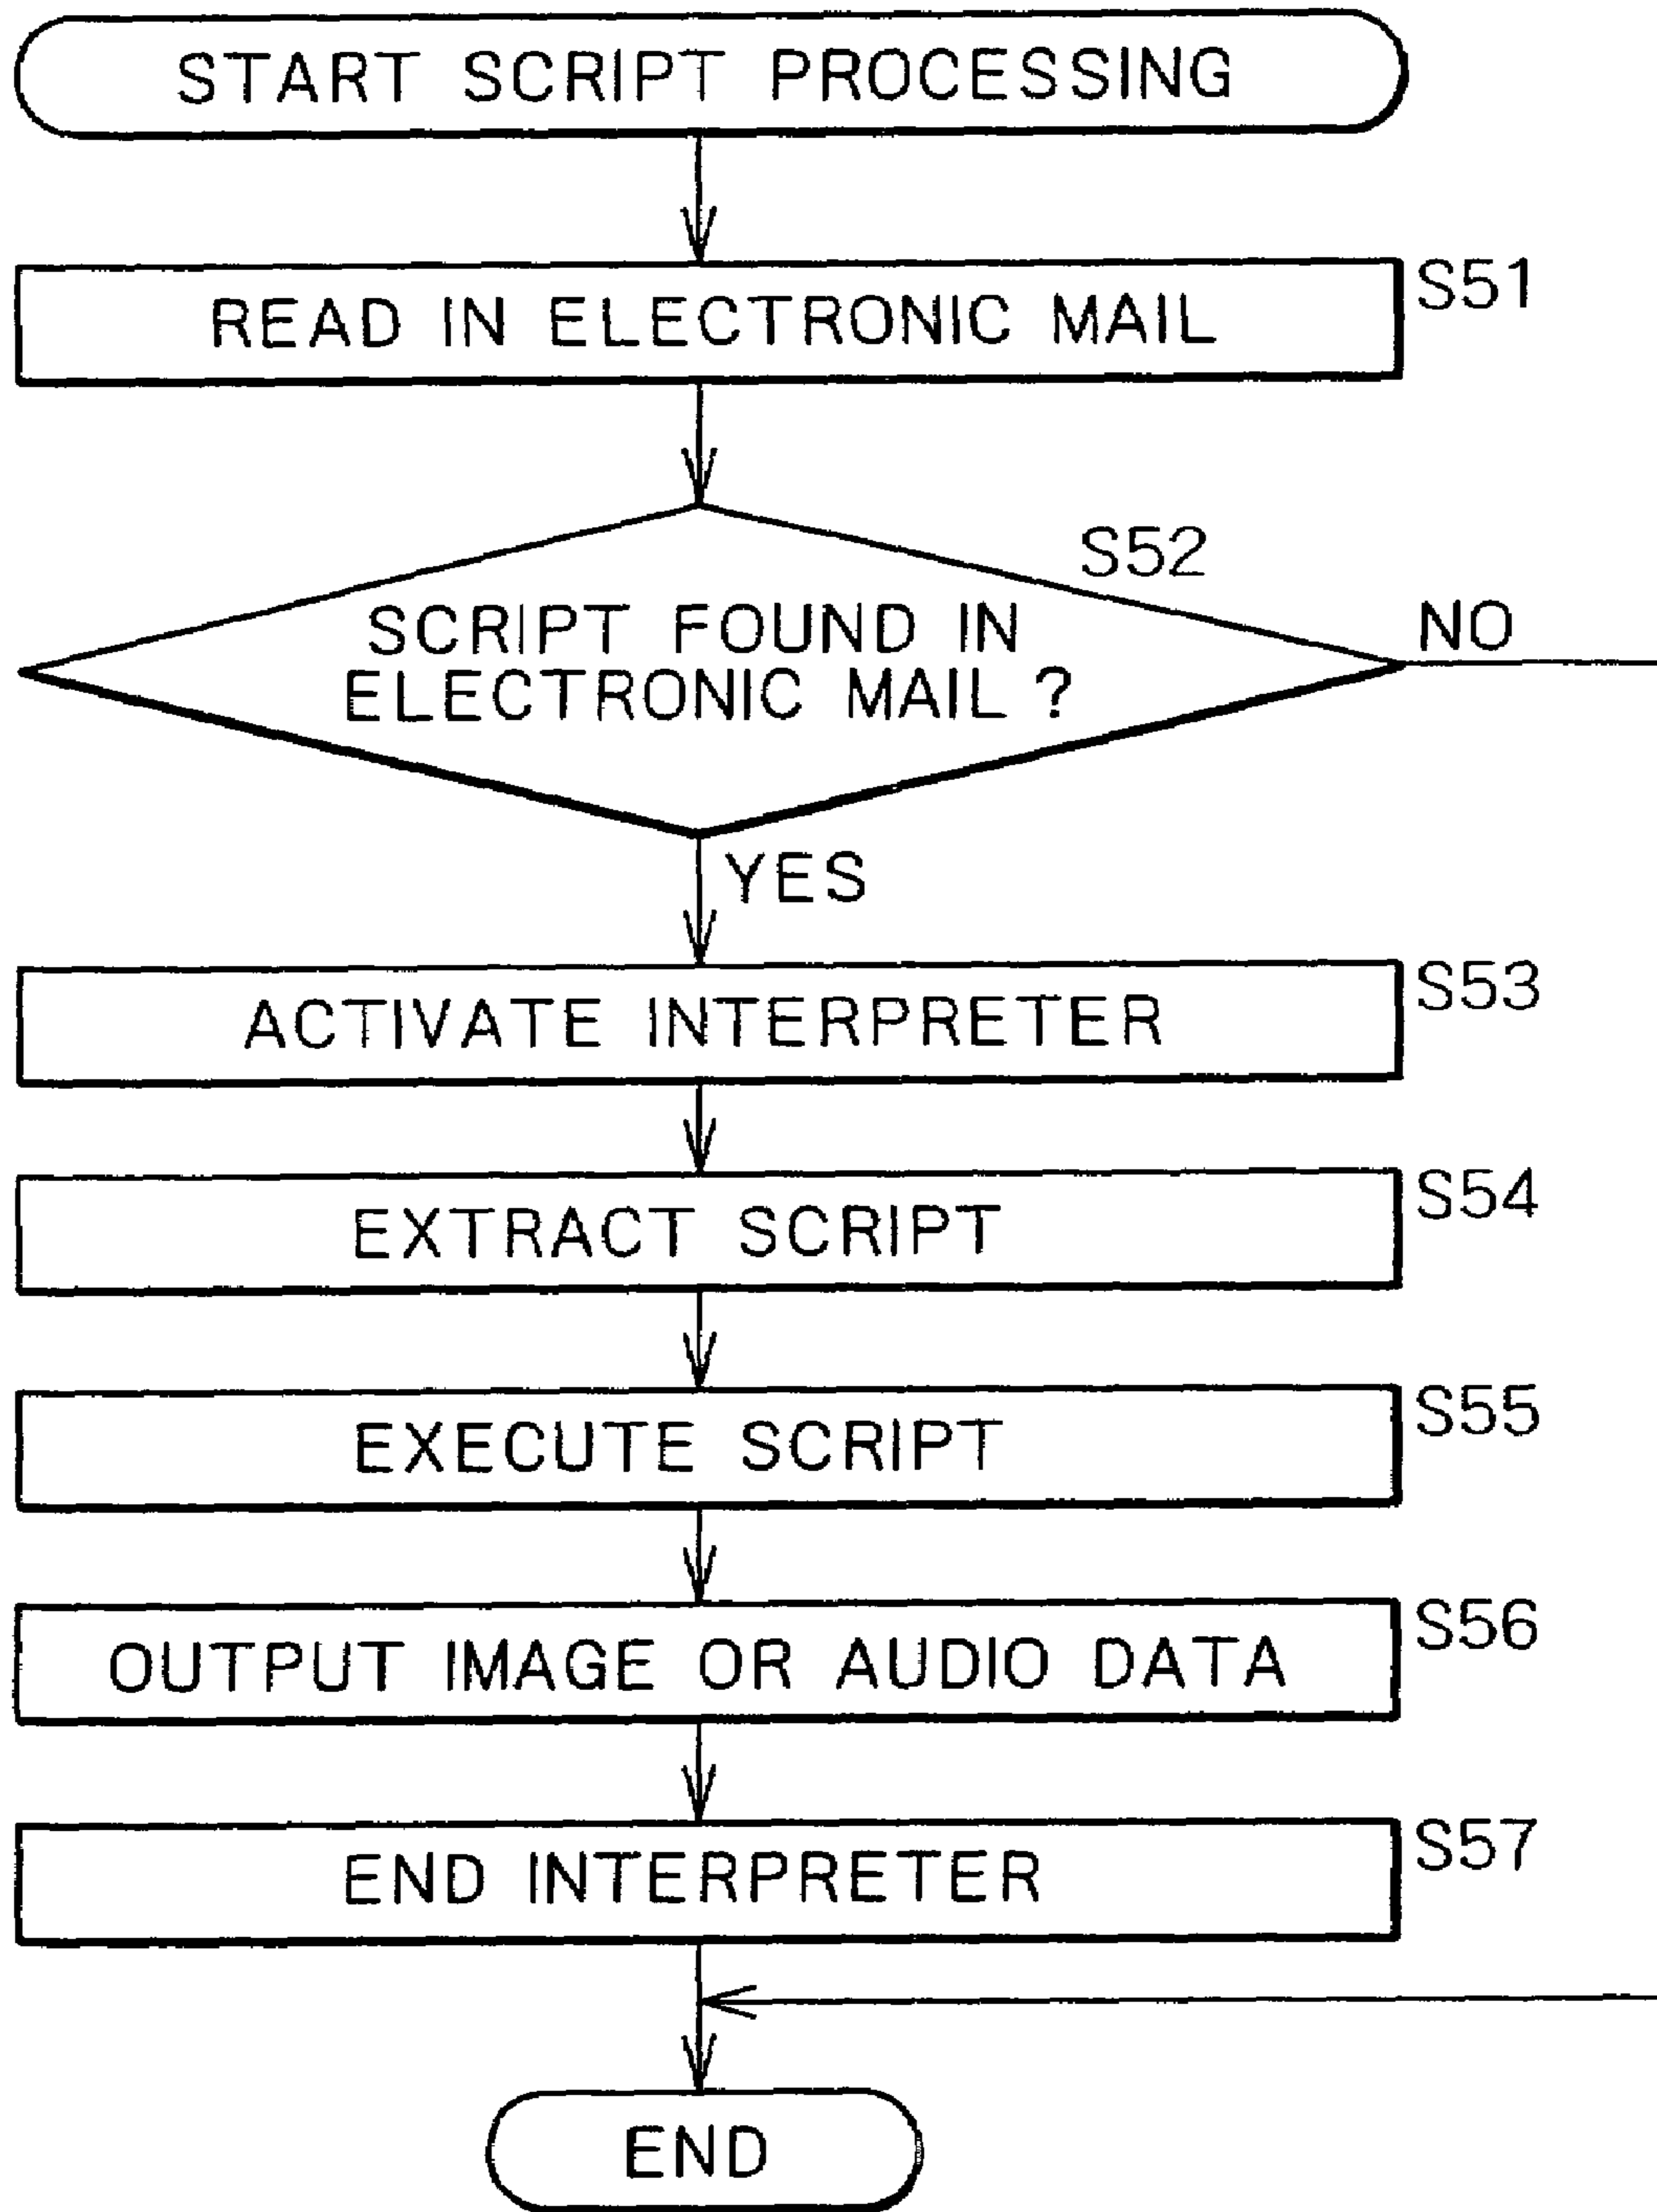 START SCRIPT PROCESSING
S51
READ IN ELECTRONIC MAIL
S52
SCRIPT FOUND IN
ELECTRONIC MAIL ?
NO
YES
S53
ACTIVATE INTERPRETER
S54
EXTRACT SCRIPT
S55
EXECUTE SCRIPT
S56
OUTPUT IMAGE OR AUDIO DATA
S57
END INTERPRETER
END